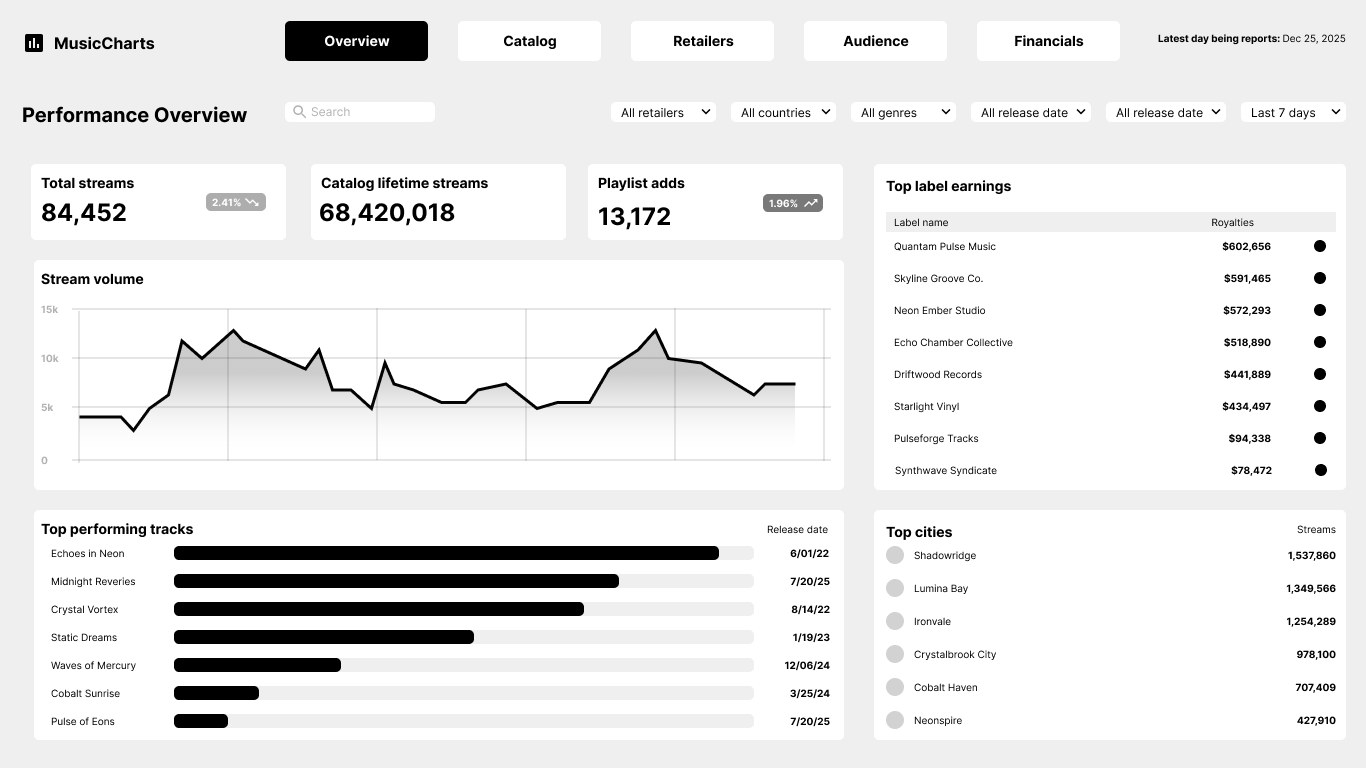 MusicCharts
Overview
Catalog
Retailers
Audience
Financials
Latest day being reports: Dec 25, 2025
Performance Overview
Search
All retailers
All countries
All genres
All release date
All release date
Last 7 days
Total streams
84,452
2.41%
Catalog lifetime streams
68,420,018
Playlist adds
13,172
1.96%
Stream volume
15k
10k
5k
0
Top label earnings
Label name Royalties
Quantam Pulse Music $602,656
Skyline Groove Co. $591,465
Neon Ember Studio $572,293
Echo Chamber Collective $518,890
Driftwood Records $441,889
Starlight Vinyl $434,497
Pulseforge Tracks $94,338
Synthwave Syndicate $78,472
Top performing tracks Release date
Echoes in Neon 6/01/22
Midnight Reveries 7/20/25
Crystal Vortex 8/14/22
Static Dreams 1/19/23
Waves of Mercury 12/06/24
Cobalt Sunrise 3/25/24
Pulse of Eons 7/20/25
Top cities Streams
Shadowridge 1,537,860
Lumina Bay 1,349,566
Ironvale 1,254,289
Crystalbrook City 978,100
Cobalt Haven 707,409
Neonspire 427,910